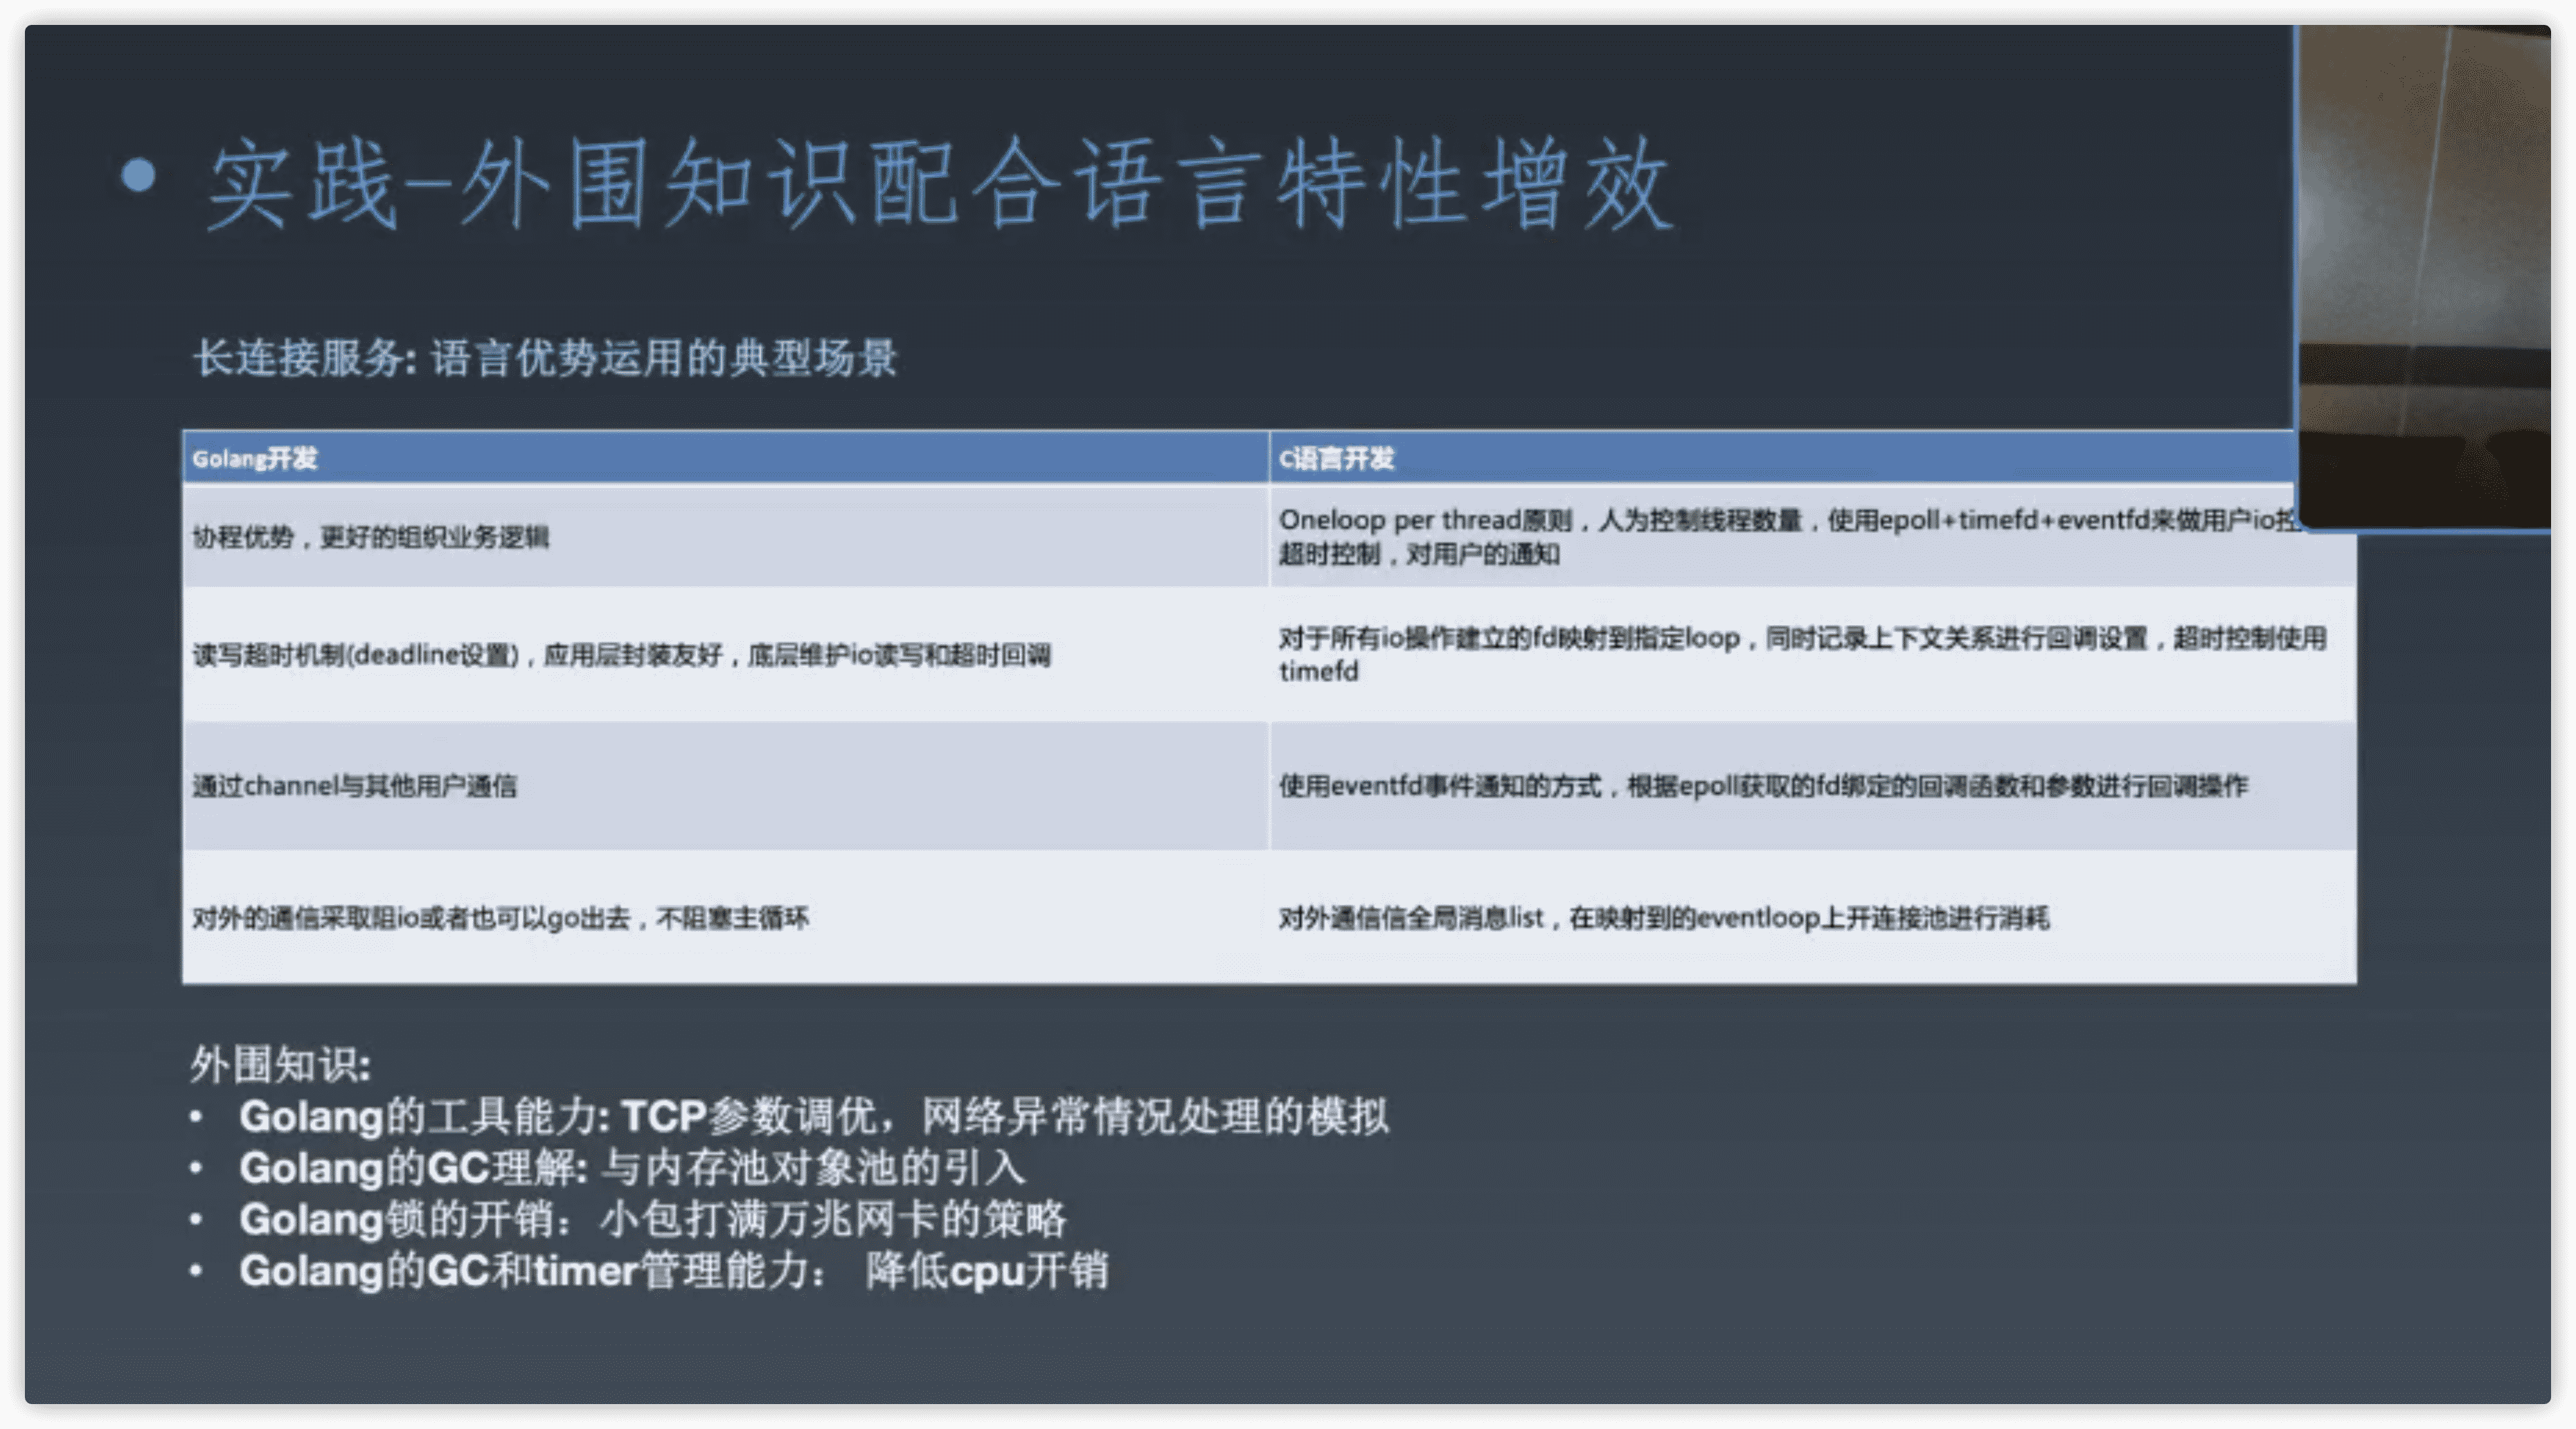 • 实践-外围知识配合语言特性增效
长连接服务: 语言优势运用的典型场景
Golang开发
C语言开发
协程优势，更好的组织业务逻辑
Oneloop per thread原则，人为控制线程数量，使用epoll+timefd+eventfd来做用户io控
超时控制，对用户的通知
读写超时机制(deadline设置)，应用层封装友好，底层维护io读写和超时回调
对于所有io操作建立的fd映射到指定loop，同时记录上下文关系进行回调设置，超时控制使用
timefd
通过channel与其他用户通信
使用eventfd事件通知的方式，根据epoll获取的fd绑定的回调函数和参数进行回调操作
对外的通信采取阻io或者也可以go出去，不阻塞主循环
对外通信信全局消息list，在映射到的eventloop上开连接池进行消耗
外围知识:
• Golang的工具能力: TCP参数调优，网络异常情况处理的模拟
• Golang的GC理解: 与内存池对象池的引入
• Golang锁的开销：小包打满万兆网卡的策略
• Golang的GC和timer管理能力： 降低cpu开销